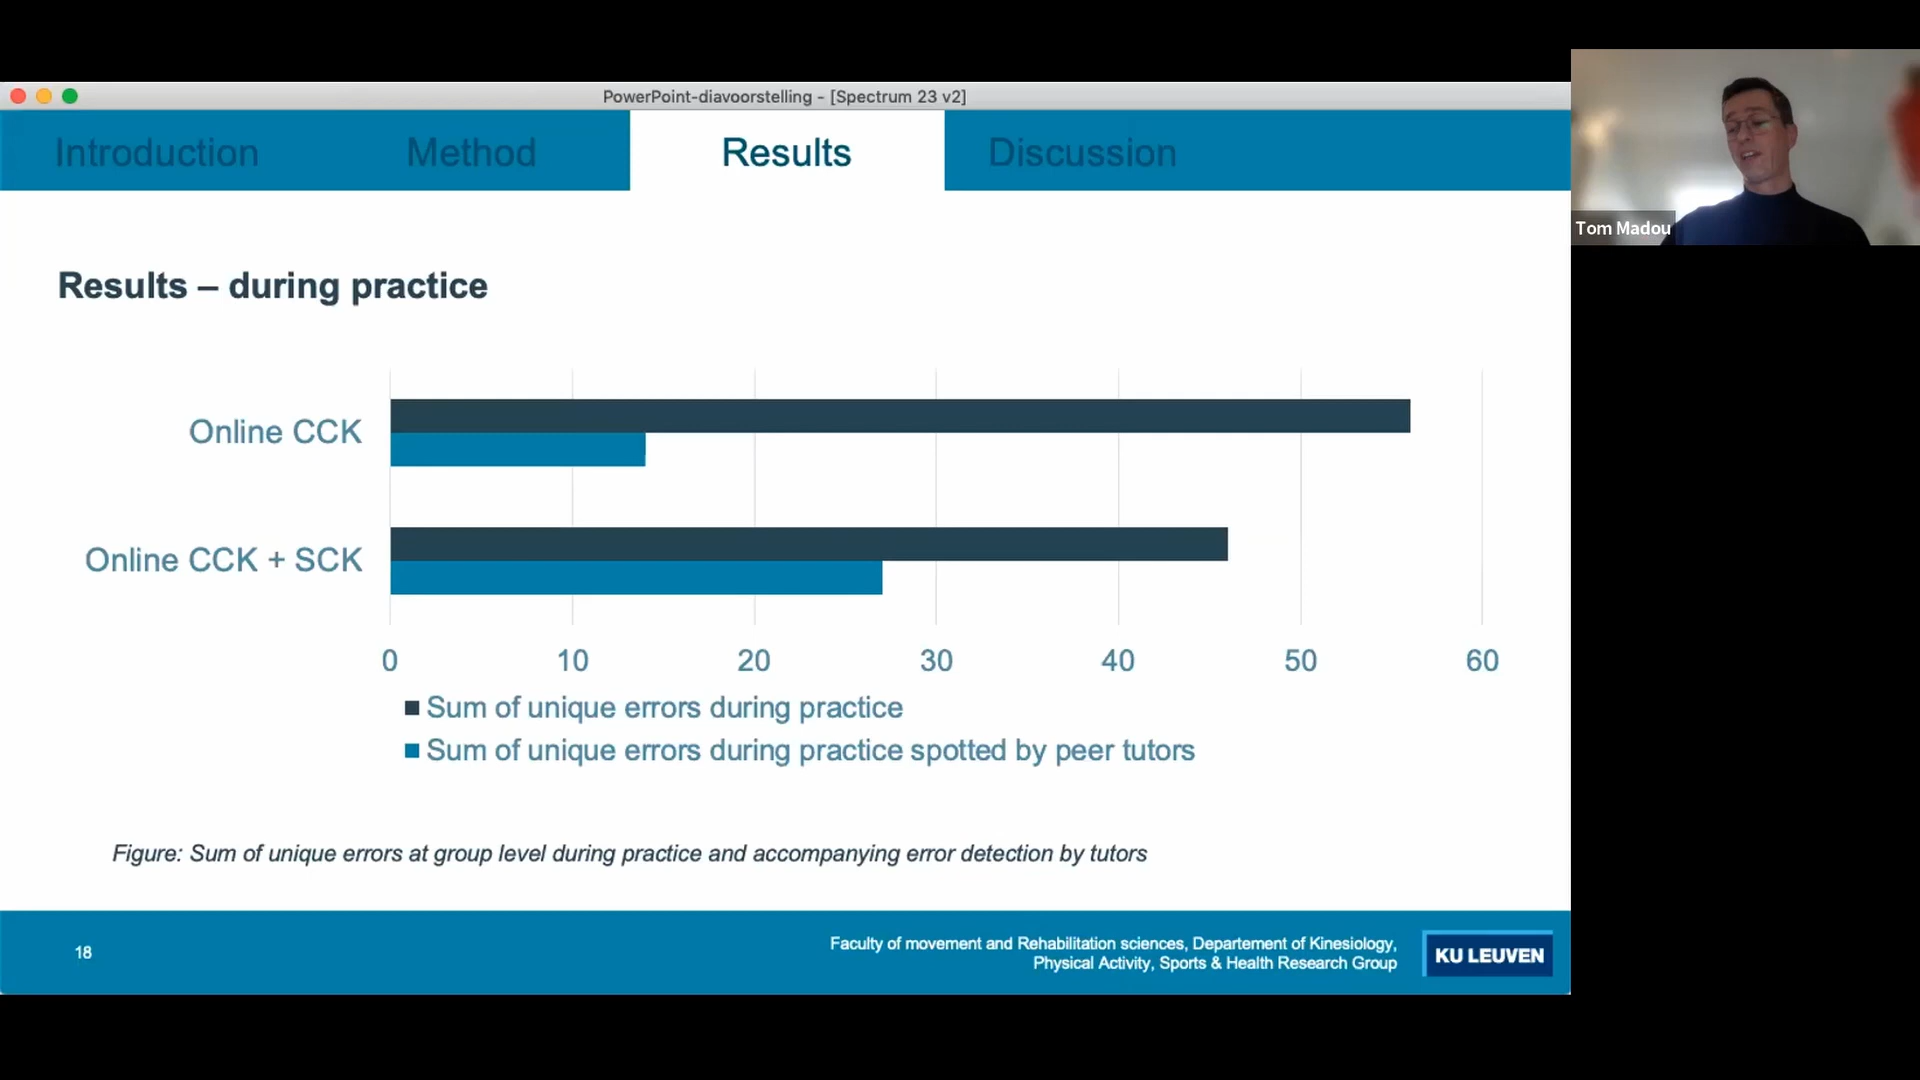 PowerPoint-diavoorstelling - [Spectrum 23 v2]
Introduction Method Results Discussion
Tom Madou
Results – during practice
Online CCK
Online CCK + SCK
0 10 20 30 40 50 60
Sum of unique errors during practice
Sum of unique errors during practice spotted by peer tutors
Figure: Sum of unique errors at group level during practice and accompanying error detection by tutors
18
Faculty of movement and Rehabilitation sciences, Departement of Kinesiology,
Physical Activity, Sports & Health Research Group
KU LEUVEN